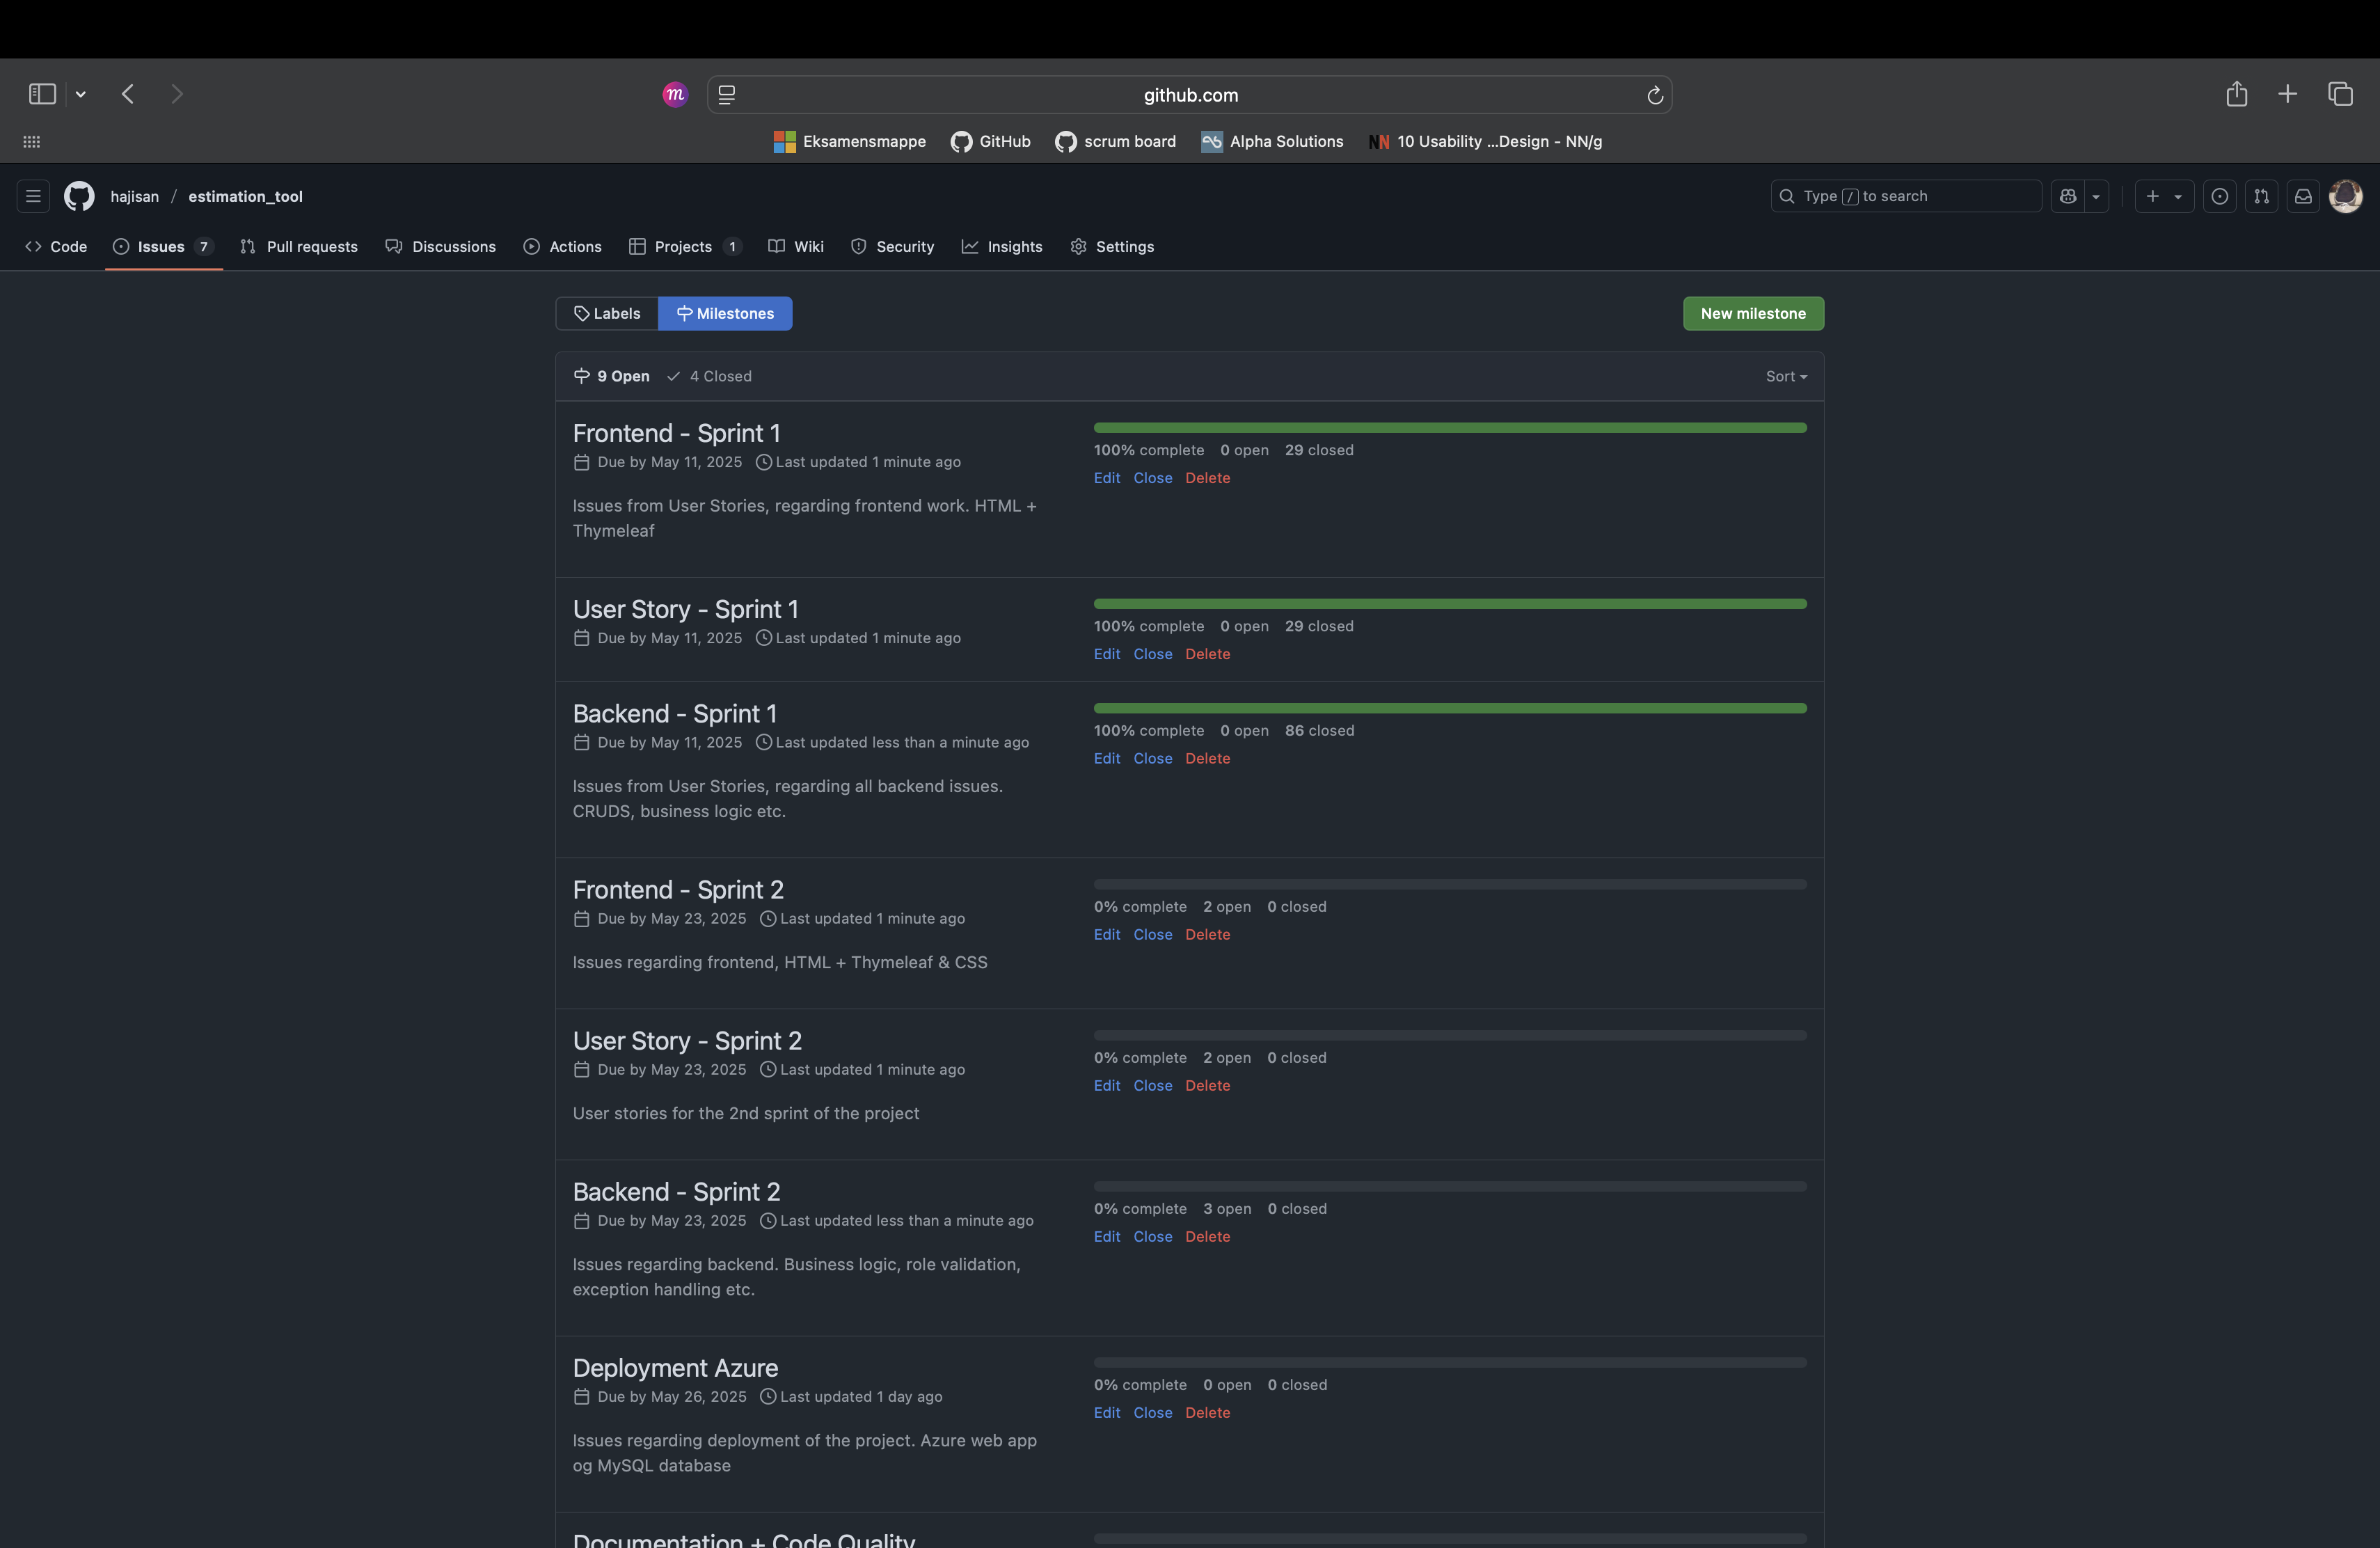 github.com
Eksamensmappe GitHub scrum board Alpha Solutions 10 Usability ...Design - NN/g
hajisan / estimation_tool Type / to search
Code Issues 7 Pull requests Discussions Actions Projects 1 Wiki Security Insights Settings
Labels Milestones New milestone
9 Open 4 Closed Sort
Frontend - Sprint 1
Due by May 11, 2025 Last updated 1 minute ago
Issues from User Stories, regarding frontend work. HTML +
Thymeleaf
100% complete 0 open 29 closed
Edit Close Delete
User Story - Sprint 1
Due by May 11, 2025 Last updated 1 minute ago
100% complete 0 open 29 closed
Edit Close Delete
Backend - Sprint 1
Due by May 11, 2025 Last updated less than a minute ago
Issues from User Stories, regarding all backend issues.
CRUDS, business logic etc.
100% complete 0 open 86 closed
Edit Close Delete
Frontend - Sprint 2
Due by May 23, 2025 Last updated 1 minute ago
Issues regarding frontend, HTML + Thymeleaf & CSS
0% complete 2 open 0 closed
Edit Close Delete
User Story - Sprint 2
Due by May 23, 2025 Last updated 1 minute ago
User stories for the 2nd sprint of the project
0% complete 2 open 0 closed
Edit Close Delete
Backend - Sprint 2
Due by May 23, 2025 Last updated less than a minute ago
Issues regarding backend. Business logic, role validation,
exception handling etc.
0% complete 3 open 0 closed
Edit Close Delete
Deployment Azure
Due by May 26, 2025 Last updated 1 day ago
Issues regarding deployment of the project. Azure web app
og MySQL database
0% complete 0 open 0 closed
Edit Close Delete
Documentation + Code Quality